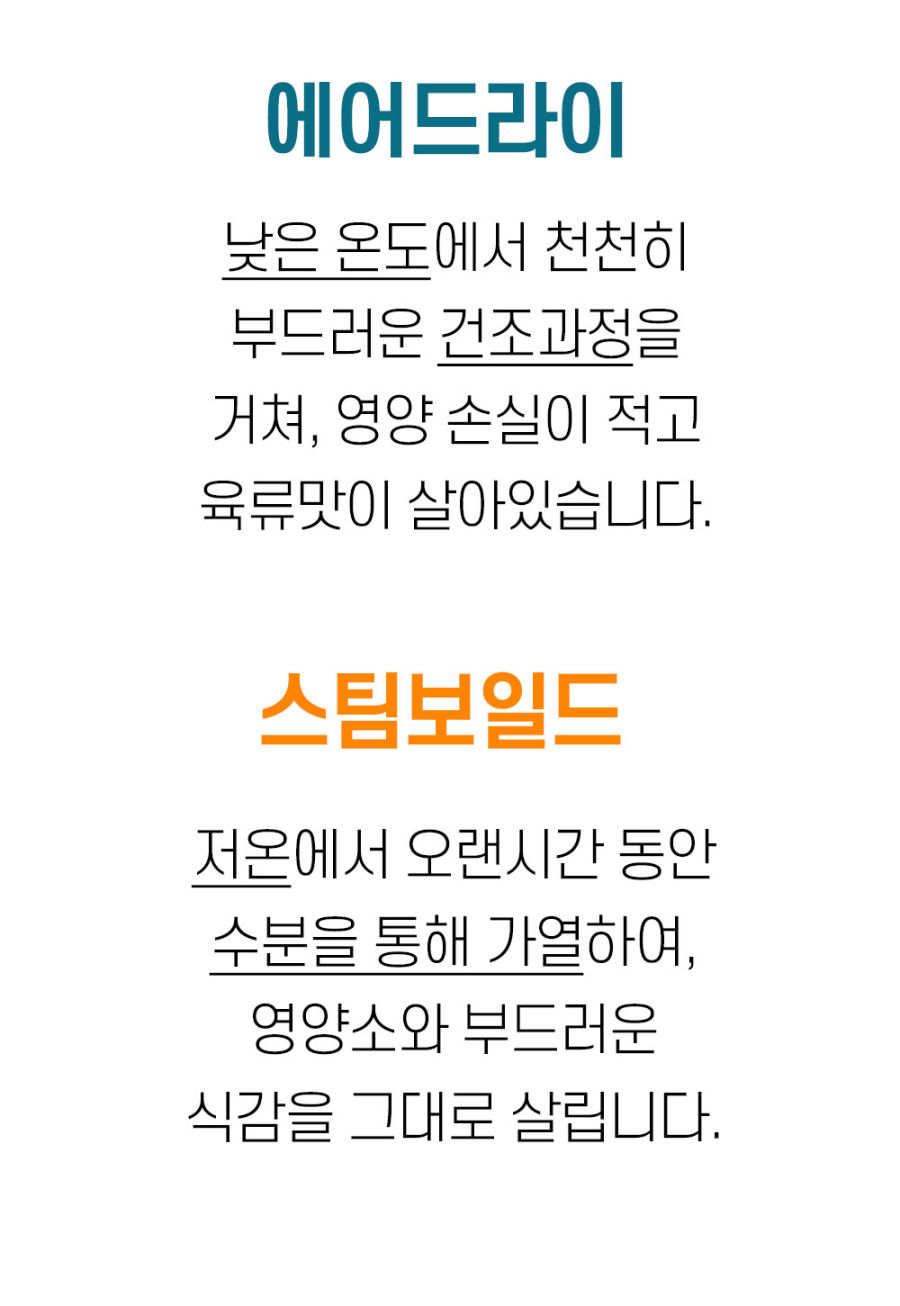 에어드라이
낮은 온도에서 천천히
부드러운 건조과정을
거쳐, 영양 손실이 적고
육류맛이 살아있습니다.
스팀보일드
저온에서 오랜시간 동안
수분을 통해 가열하여,
영양소와 부드러운
식감을 그대로 살립니다.